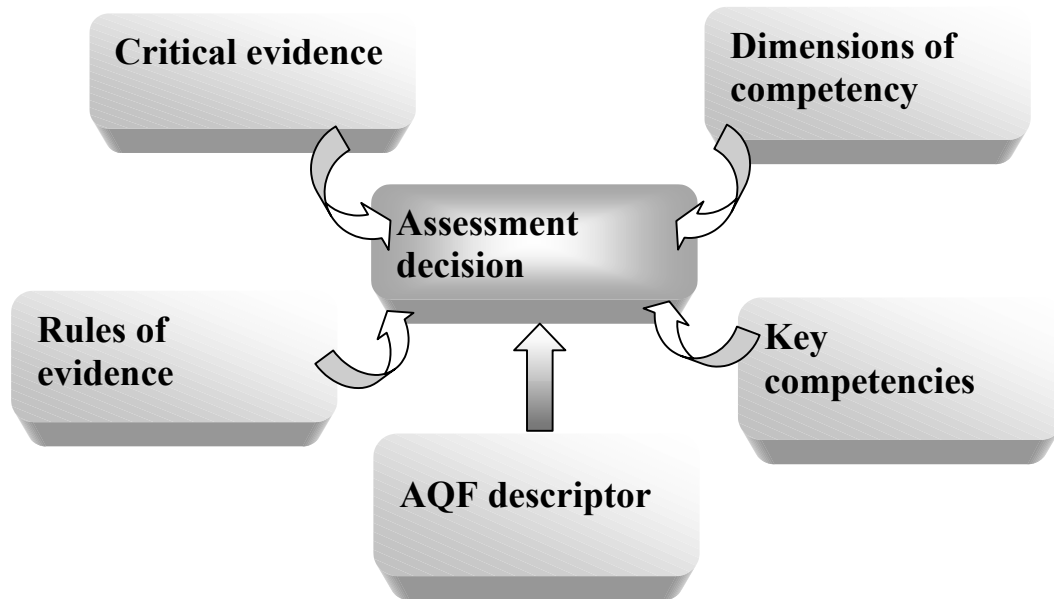 Critical evidence
Dimensions of
competency
Assessment
decision
Rules of
evidence
Key
competencies
AQF descriptor